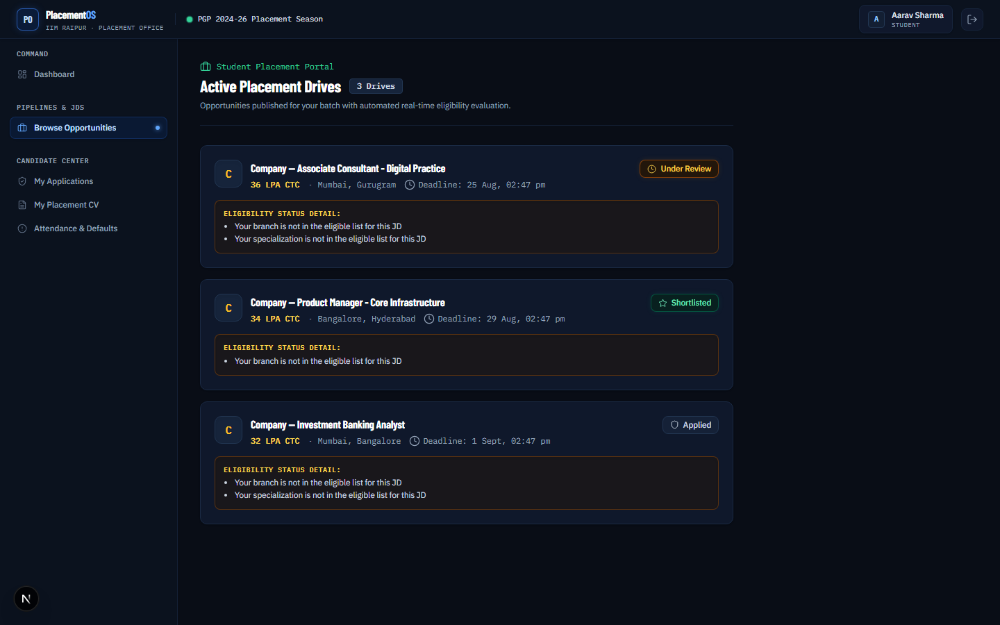 PO
PlacementOS
IIM RAIPUR · PLACEMENT OFFICE
PGP 2024-26 Placement Season
A
Aarav Sharma
STUDENT
COMMAND
Dashboard
PIPELINES & JDS
Browse Opportunities
CANDIDATE CENTER
My Applications
My Placement CV
Attendance & Defaults
Student Placement Portal
Active Placement Drives
3 Drives
Opportunities published for your batch with automated real-time eligibility evaluation.
C
Company — Associate Consultant - Digital Practice
Under Review
36 LPA CTC · Mumbai, Gurugram Deadline: 25 Aug, 02:47 pm
ELIGIBILITY STATUS DETAIL:
• Your branch is not in the eligible list for this JD
• Your specialization is not in the eligible list for this JD
C
Company — Product Manager - Core Infrastructure
Shortlisted
34 LPA CTC · Bangalore, Hyderabad Deadline: 29 Aug, 02:47 pm
ELIGIBILITY STATUS DETAIL:
• Your branch is not in the eligible list for this JD
C
Company — Investment Banking Analyst
Applied
32 LPA CTC · Mumbai, Bangalore Deadline: 1 Sept, 02:47 pm
ELIGIBILITY STATUS DETAIL:
• Your branch is not in the eligible list for this JD
• Your specialization is not in the eligible list for this JD
N